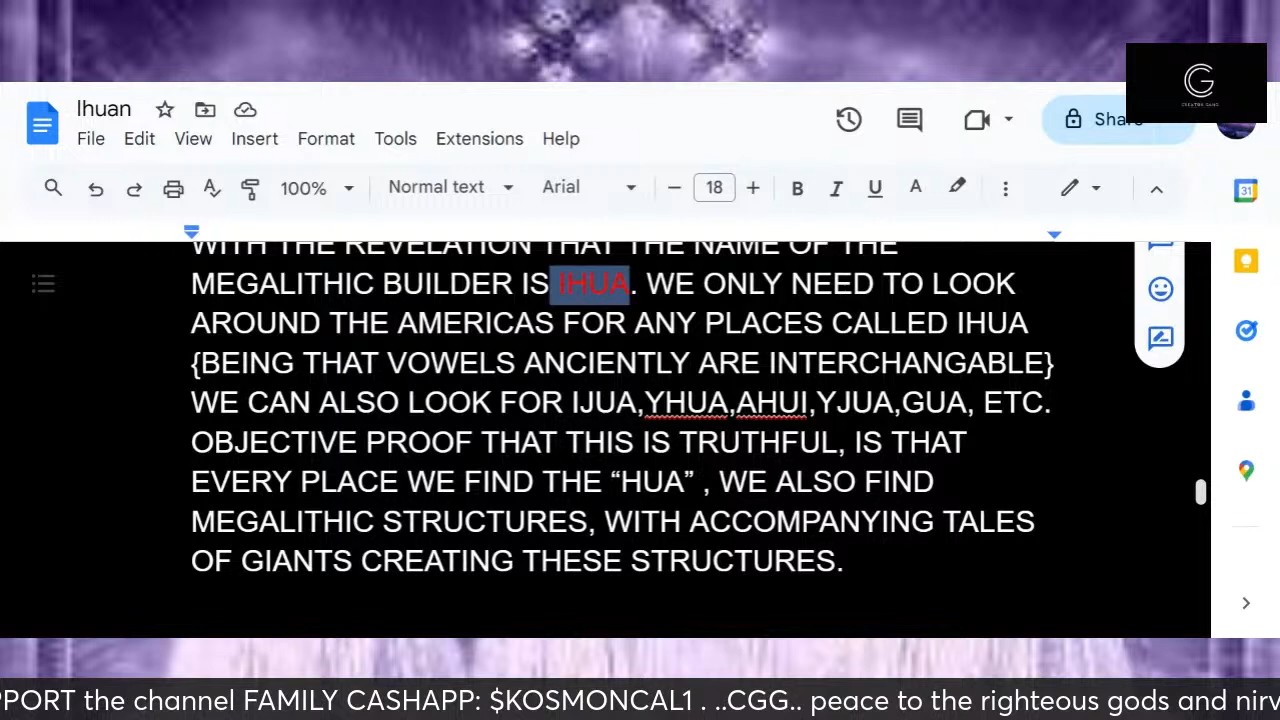 Ihuan
Share
File Edit View Insert Format Tools Extensions Help
100% Normal text Arial 18 B I U A
31
WITH THE REVELATION THAT THE NAME OF THE
MEGALITHIC BUILDER IS IHUA. WE ONLY NEED TO LOOK
AROUND THE AMERICAS FOR ANY PLACES CALLED IHUA
{BEING THAT VOWELS ANCIENTLY ARE INTERCHANGABLE}
WE CAN ALSO LOOK FOR IJUA,YHUA,AHUI,YJUA,GUA, ETC.
OBJECTIVE PROOF THAT THIS IS TRUTHFUL, IS THAT
EVERY PLACE WE FIND THE “HUA” , WE ALSO FIND
MEGALITHIC STRUCTURES, WITH ACCOMPANYING TALES
OF GIANTS CREATING THESE STRUCTURES.
CREATOR GANG
PPORT the channel FAMILY CASHAPP: $KOSMONCAL1 . ..CGG.. peace to the righteous gods and nirv